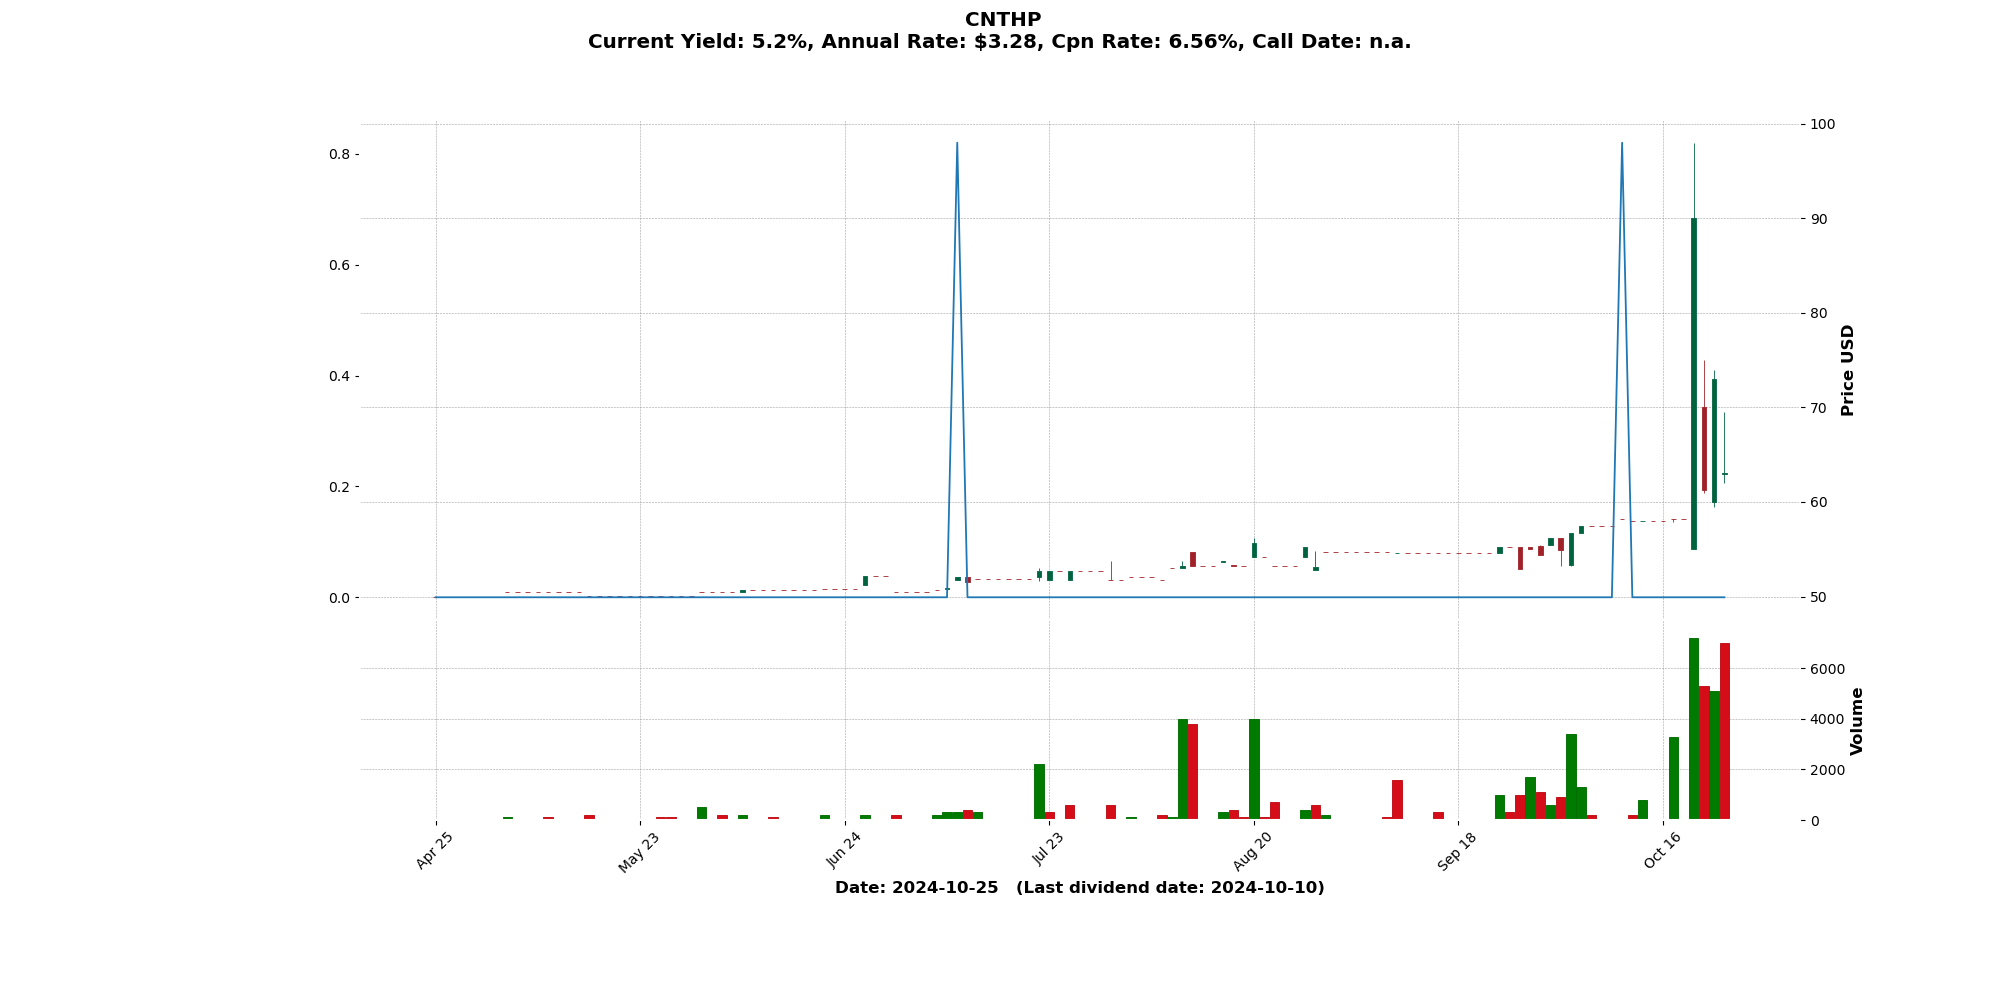 CNTHP
Current Yield: 5.2%, Annual Rate: $3.28, Cpn Rate: 6.56%, Call Date: n.a.
0.8
0.6
0.4
0.2
0.0
100
90
80
70
60
50
Price USD
6000
4000
2000
0
Volume
Apr 25
May 23
Jun 24
Jul 23
Aug 20
Sep 18
Oct 16
Date: 2024-10-25 (Last dividend date: 2024-10-10)